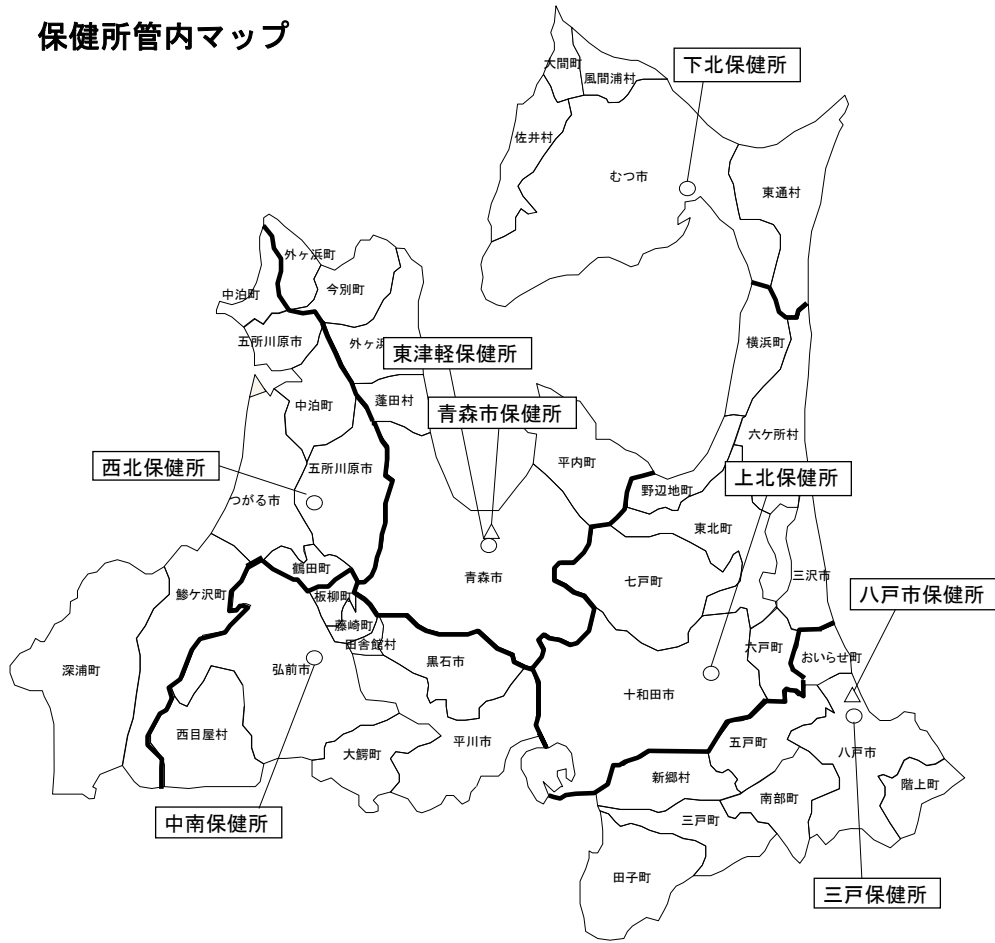 保健所管内マップ
下北保健所
大間町
風間浦村
佐井村
むつ市
東通村
外ヶ浜町
今別町
中泊町
五所川原市
外ヶ浜
横浜町
東津軽保健所
中泊町
蓬田村
青森市保健所
六ケ所村
西北保健所
五所川原市
平内町
上北保健所
野辺地町
つがる市
東北町
鶴田町
青森市
七戸町
三沢市
鰺ケ沢町
板柳町
八戸市保健所
藤崎町
田舎館村
六戸町
おいらせ町
深浦町
弘前市
黒石市
十和田市
西目屋村
大鰐町
平川市
五戸町
八戸市
新郷村
階上町
南部町
中南保健所
三戸町
田子町
三戸保健所